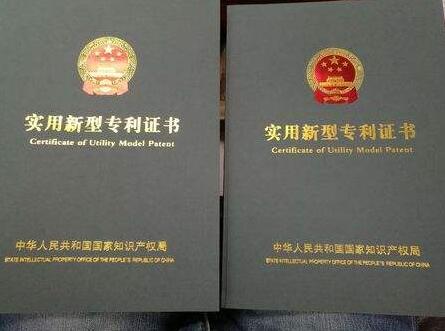 实用新型专利证书
Certificate of Utility Model Patent
中华人民共和国国家知识产权局
STATE INTELLECTUAL PROPERTY OFFICE OF THE PEOPLE'S REPUBLIC OF CHINA
实用新型专利证书
Certificate of Utility Model Patent
中华人民共和国国家知识产权局
STATE INTELLECTUAL PROPERTY OFFICE OF THE PEOPLE'S REPUBLIC OF CHINA